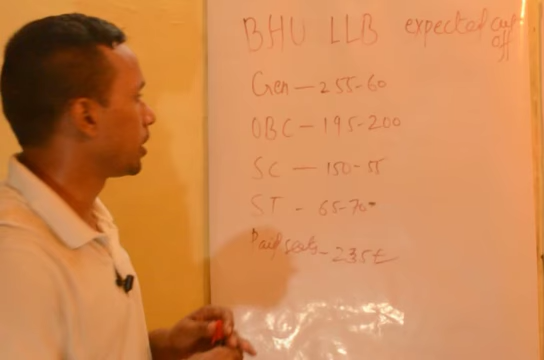 BHU LLB expected cut off
Gen - 255-60
OBC - 195-200
SC - 150-55
ST - 65-70
Paid seats - 235±